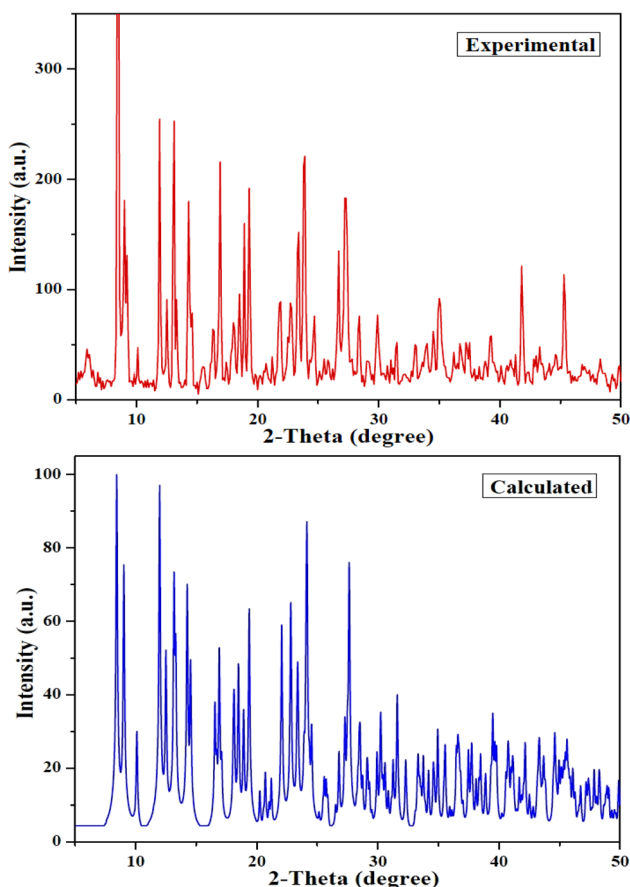 Experimental
Intensity (a.u.)
300
200
100
0
10 20 30 40 50
2-Theta (degree)
Calculated
Intensity (a.u.)
100
80
60
40
20
0
10 20 30 40 50
2-Theta (degree)